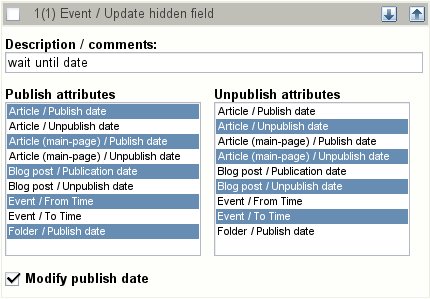 1(1) Event / Update hidden field
Description / comments:
wait until date
Publish attributes
Article / Publish date
Article / Unpublish date
Article (main-page) / Publish date
Article (main-page) / Unpublish date
Blog post / Publication date
Blog post / Unpublish date
Event / From Time
Event / To Time
Folder / Publish date
Unpublish attributes
Article / Publish date
Article / Unpublish date
Article (main-page) / Publish date
Article (main-page) / Unpublish date
Blog post / Publication date
Blog post / Unpublish date
Event / From Time
Event / To Time
Folder / Publish date
Modify publish date